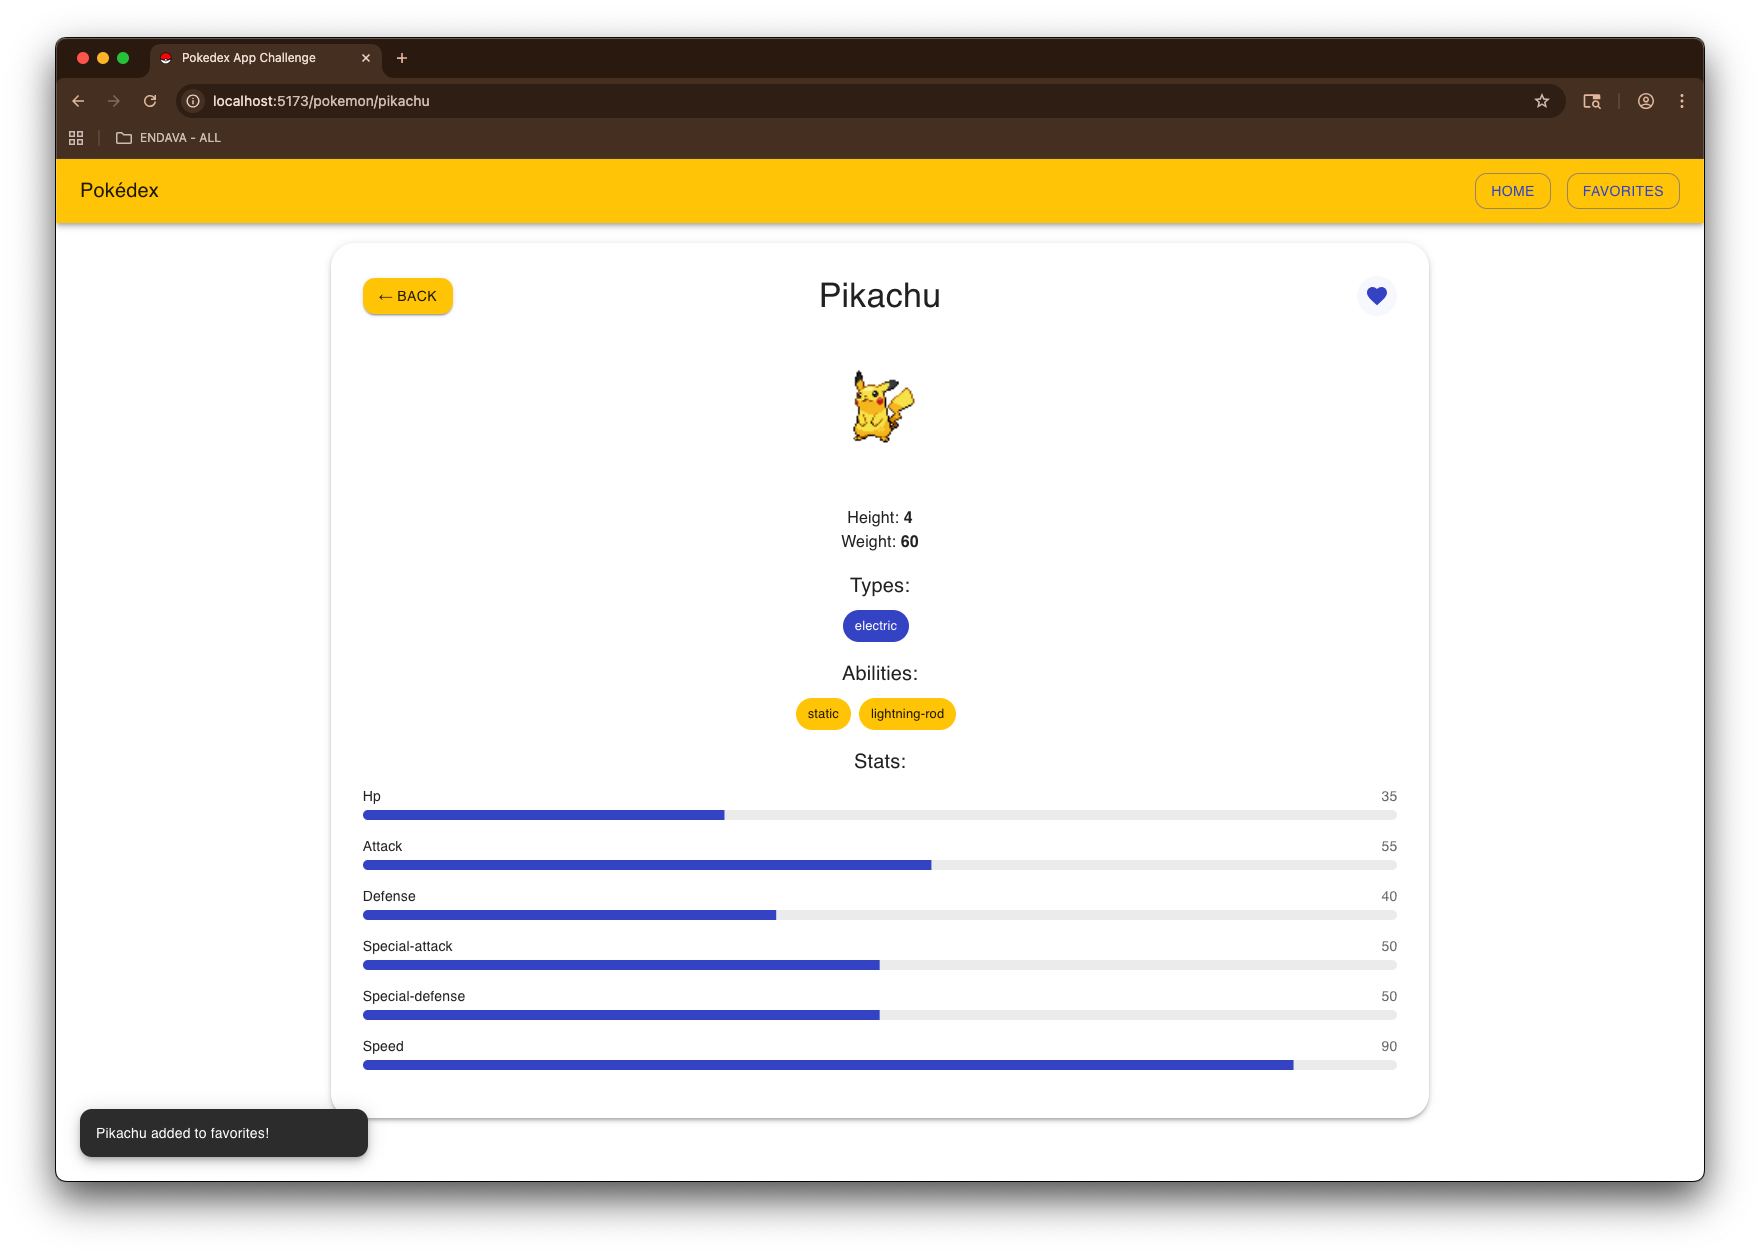 Pokedex App Challenge
localhost:5173/pokemon/pikachu
ENDAVA - ALL
Pokédex
HOME
FAVORITES
← BACK
Pikachu
Height: 4
Weight: 60
Types:
electric
Abilities:
static
lightning-rod
Stats:
Hp 35
Attack 55
Defense 40
Special-attack 50
Special-defense 50
Speed 90
Pikachu added to favorites!